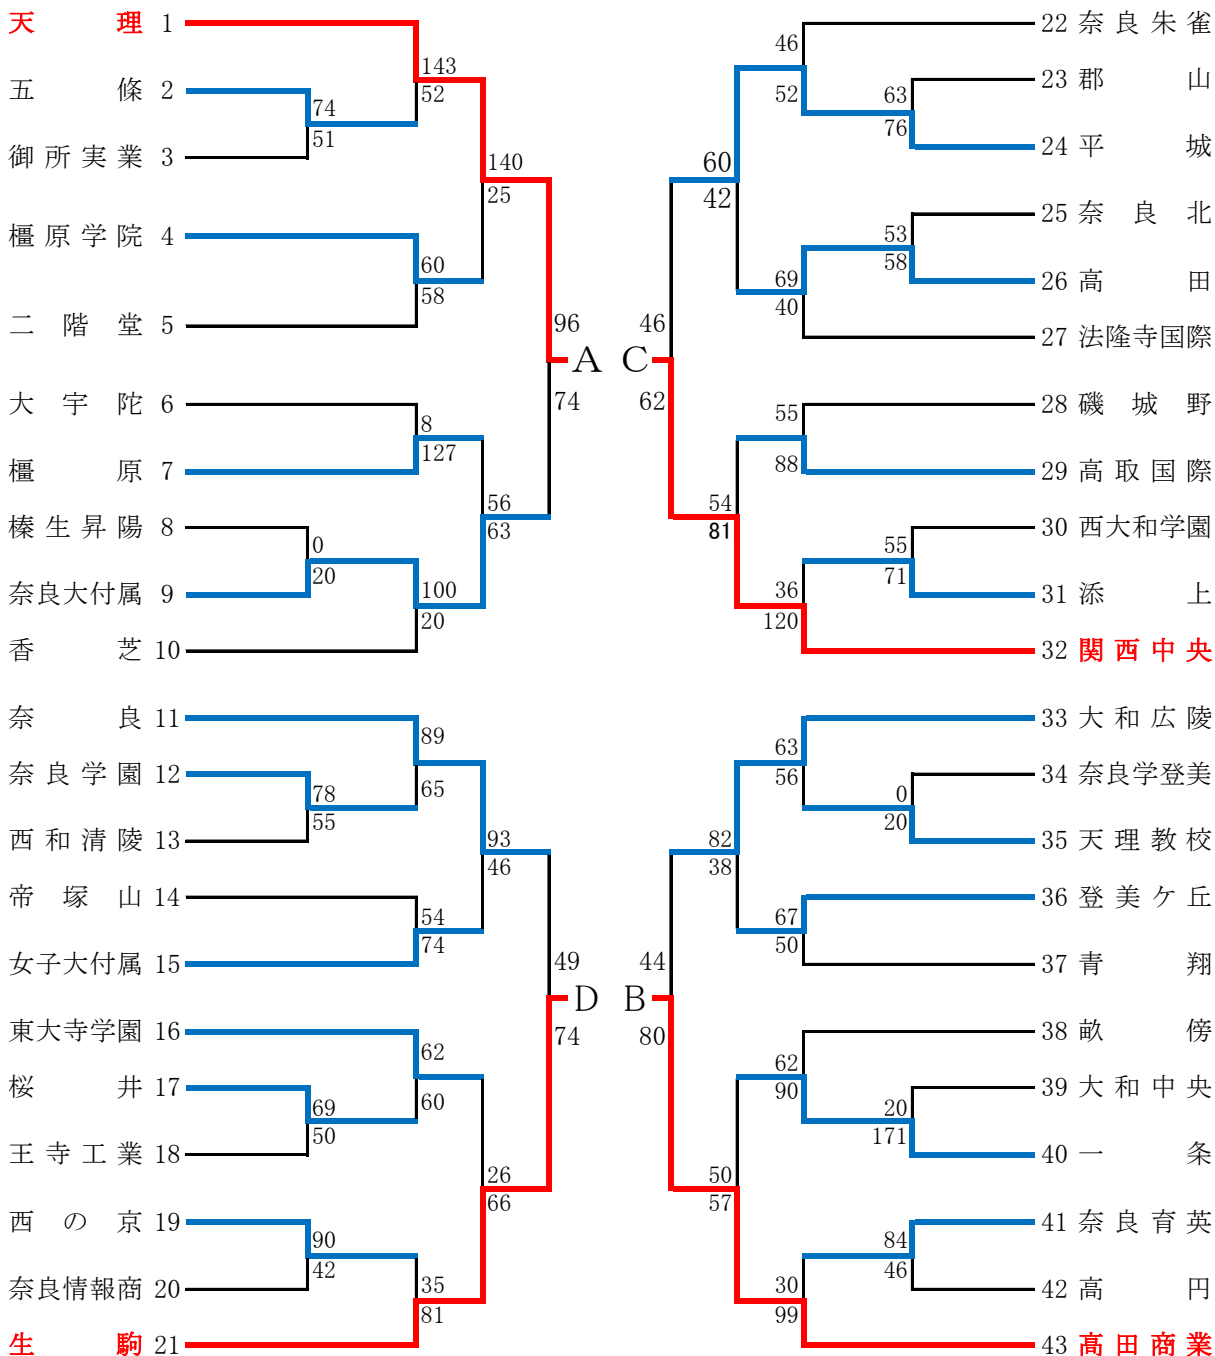 天理 1
143
52
五條 2
74
51
御所実業 3
140
25
橿原学院 4
60
58
二階堂 5
96
A
74
大宇陀 6
8
127
橿原 7
56
63
榛生昇陽 8
0
20
奈良大付属 9
100
20
香芝 10
奈良 11
89
65
奈良学園 12
78
55
西和清陵 13
93
46
帝塚山 14
54
74
女子大付属 15
49
D
74
東大寺学園 16
62
60
桜井 17
69
50
王寺工業 18
26
66
西の京 19
90
42
奈良情報商 20
35
81
生駒 21
22 奈良朱雀
46
52
23 郡山
63
76
24 平城
60
42
25 奈良北
53
58
26 高田
69
40
27 法隆寺国際
46
C
62
28 磯城野
55
88
29 高取国際
54
81
30 西大和学園
55
71
31 添上
36
120
32 関西中央
33 大和広陵
63
56
34 奈良学登美
0
20
35 天理教校
82
38
36 登美ケ丘
67
50
37 青翔
44
B
80
38 畝傍
62
90
39 大和中央
20
171
40 一条
50
57
41 奈良育英
84
46
42 高円
30
99
43 高田商業